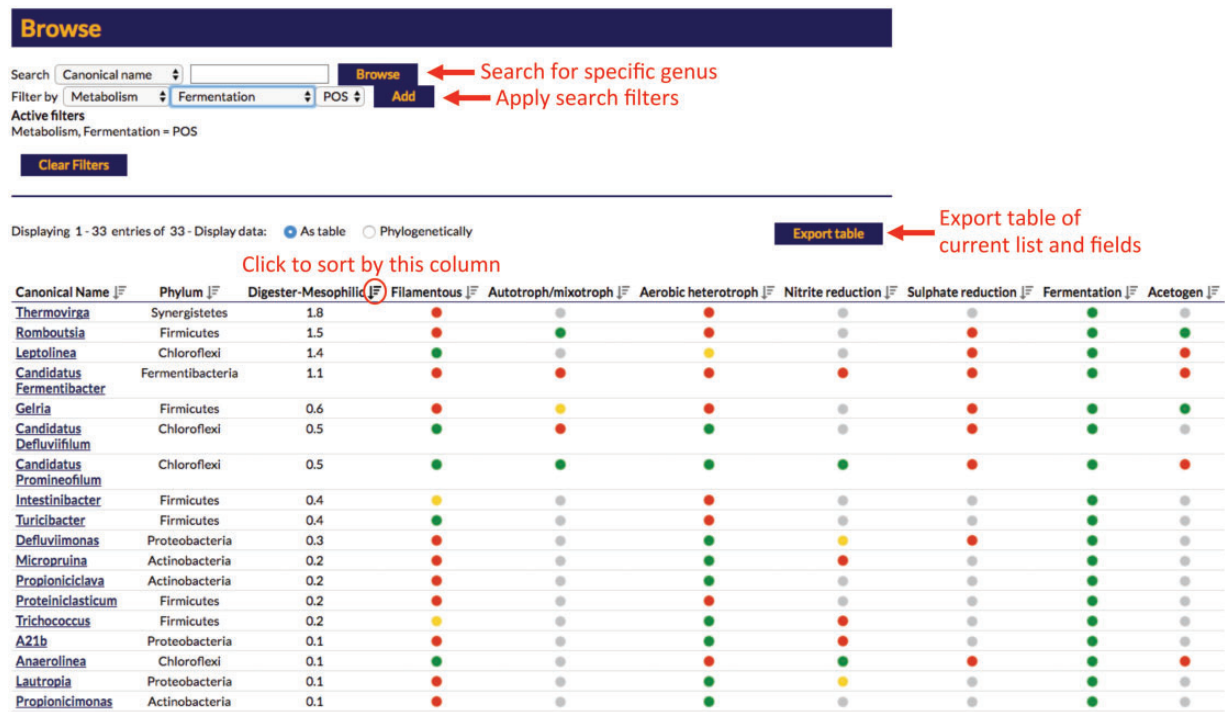 Browse
Search Canonical name Browse Search for specific genus
Filter by Metabolism Fermentation POS Add Apply search filters
Active filters
Metabolism, Fermentation = POS
Clear Filters
Displaying 1 - 33 entries of 33 - Display data: As table Phylogenetically Export table Export table of
current list and fields
Click to sort by this column
Canonical Name Phylum Digester-Mesophilic Filamentous Autotroph/mixotroph Aerobic heterotroph Nitrite reduction Sulphate reduction Fermentation Acetogen
Thermovirga Synergistetes 1.8
Romboutsia Firmicutes 1.5
Leptolinea Chloroflexi 1.4
Candidatus Fermentibacteria 1.1
Fermentibacter
Gelria Firmicutes 0.6
Candidatus Chloroflexi 0.5
Defluviifilum
Candidatus Chloroflexi 0.5
Promineofilum
Intestinibacter Firmicutes 0.4
Turicibacter Firmicutes 0.4
Defluviimonas Proteobacteria 0.3
Micropruina Actinobacteria 0.2
Propioniciclava Actinobacteria 0.2
Proteiniclasticum Firmicutes 0.2
Trichococcus Firmicutes 0.2
A21b Proteobacteria 0.1
Anaerolinea Chloroflexi 0.1
Lautropia Proteobacteria 0.1
Propionicimonas Actinobacteria 0.1